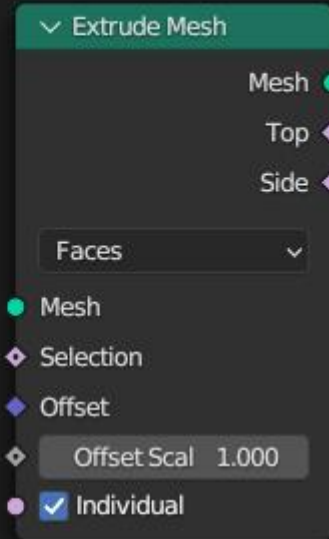 Extrude Mesh
Mesh
Top
Side
Faces
Mesh
Selection
Offset
Offset Scal 1.000
Individual